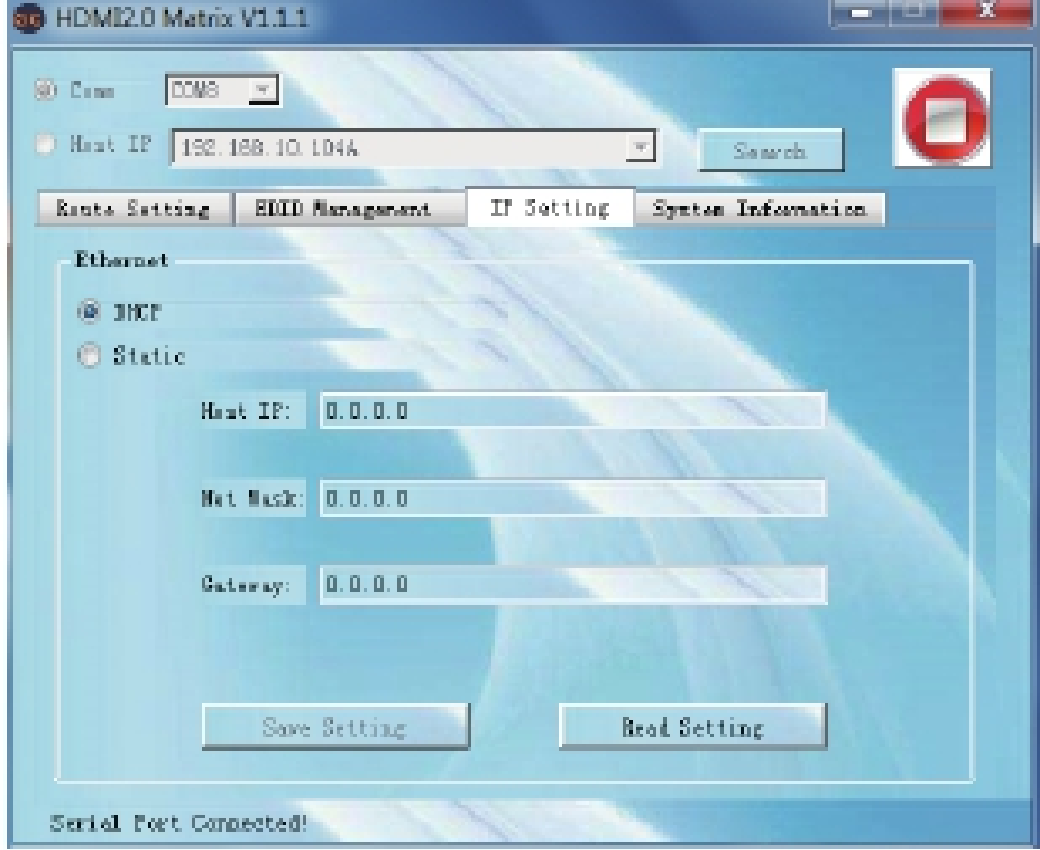 HDMI2.0 Matrix V1.1.1
Comm COM3
Host IP 192.168.10.104A Search
Route Setting EDID Management IP Setting System Information
Ethernet
DHCP
Static
Host IP: 0.0.0.0
Net Mask: 0.0.0.0
Gateway: 0.0.0.0
Save Setting Read Setting
Serial Port Connected!